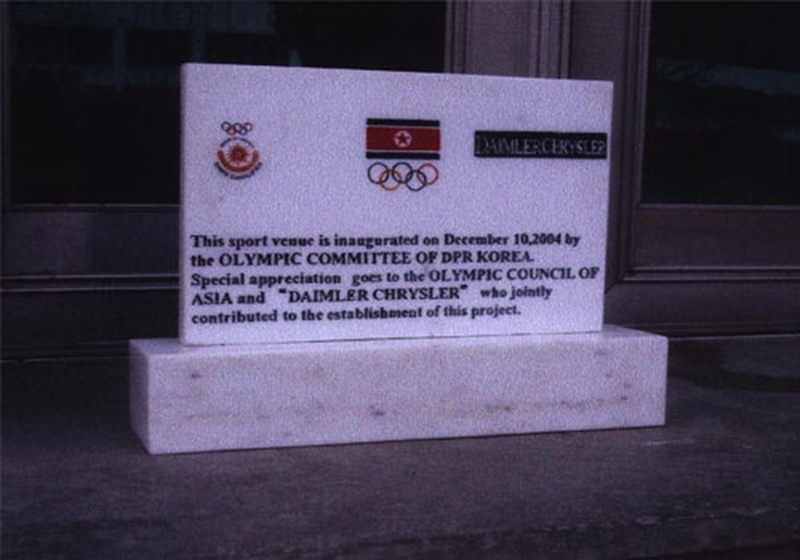 DAIMLERCHRYSLER
This sport venue is inaugurated on December 10,2004 by
the OLYMPIC COMMITTEE OF DPR KOREA.
Special appreciation goes to the OLYMPIC COUNCIL OF
ASIA and "DAIMLER CHRYSLER" who jointly
contributed to the establishment of this project.